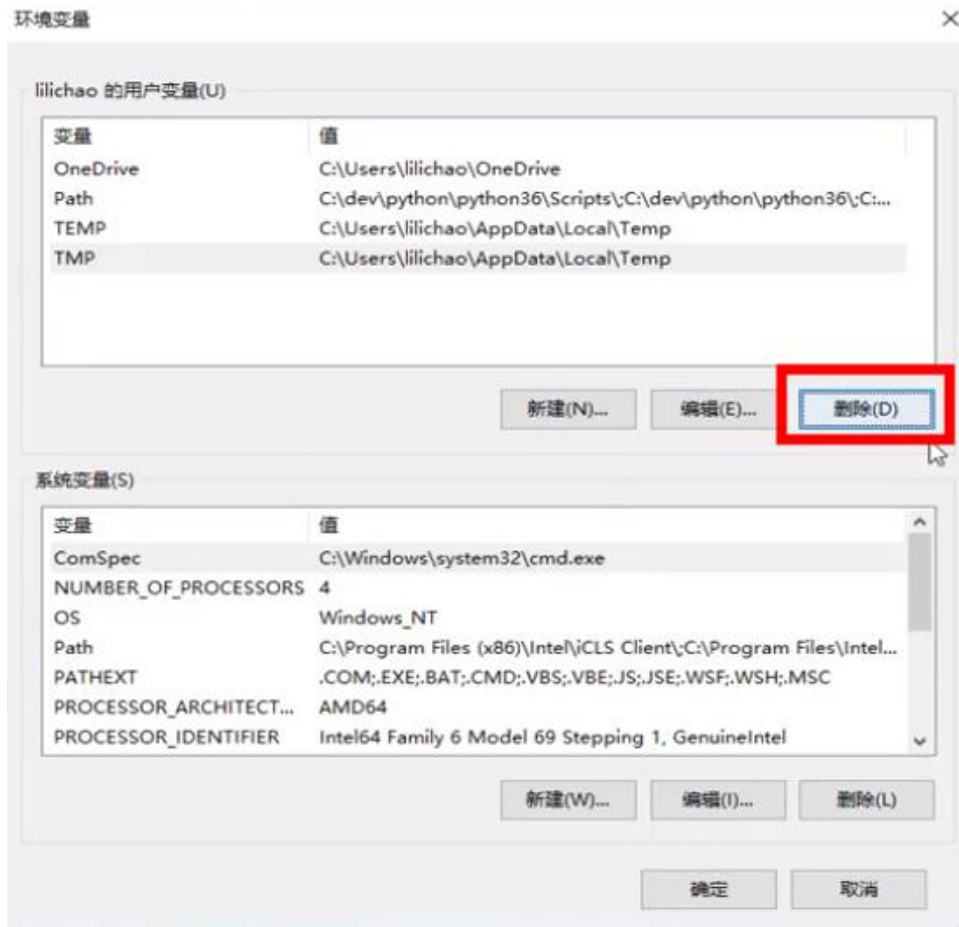 环境变量
lilichao 的用户变量(U)
变量 值
OneDrive C:\Users\lilichao\OneDrive
Path C:\dev\python\python36\Scripts\;C:\dev\python\python36\;C:...
TEMP C:\Users\lilichao\AppData\Local\Temp
TMP C:\Users\lilichao\AppData\Local\Temp
新建(N)... 编辑(E)... 删除(D)
系统变量(S)
变量 值
ComSpec C:\Windows\system32\cmd.exe
NUMBER_OF_PROCESSORS 4
OS Windows_NT
Path C:\Program Files (x86)\Intel\iCLS Client\;C:\Program Files\Intel...
PATHEXT .COM;.EXE;.BAT;.CMD;.VBS;.VBE;.JS;.JSE;.WSF;.WSH;.MSC
PROCESSOR_ARCHITECT... AMD64
PROCESSOR_IDENTIFIER Intel64 Family 6 Model 69 Stepping 1, GenuineIntel
新建(W)... 编辑(I)... 删除(L)
确定 取消